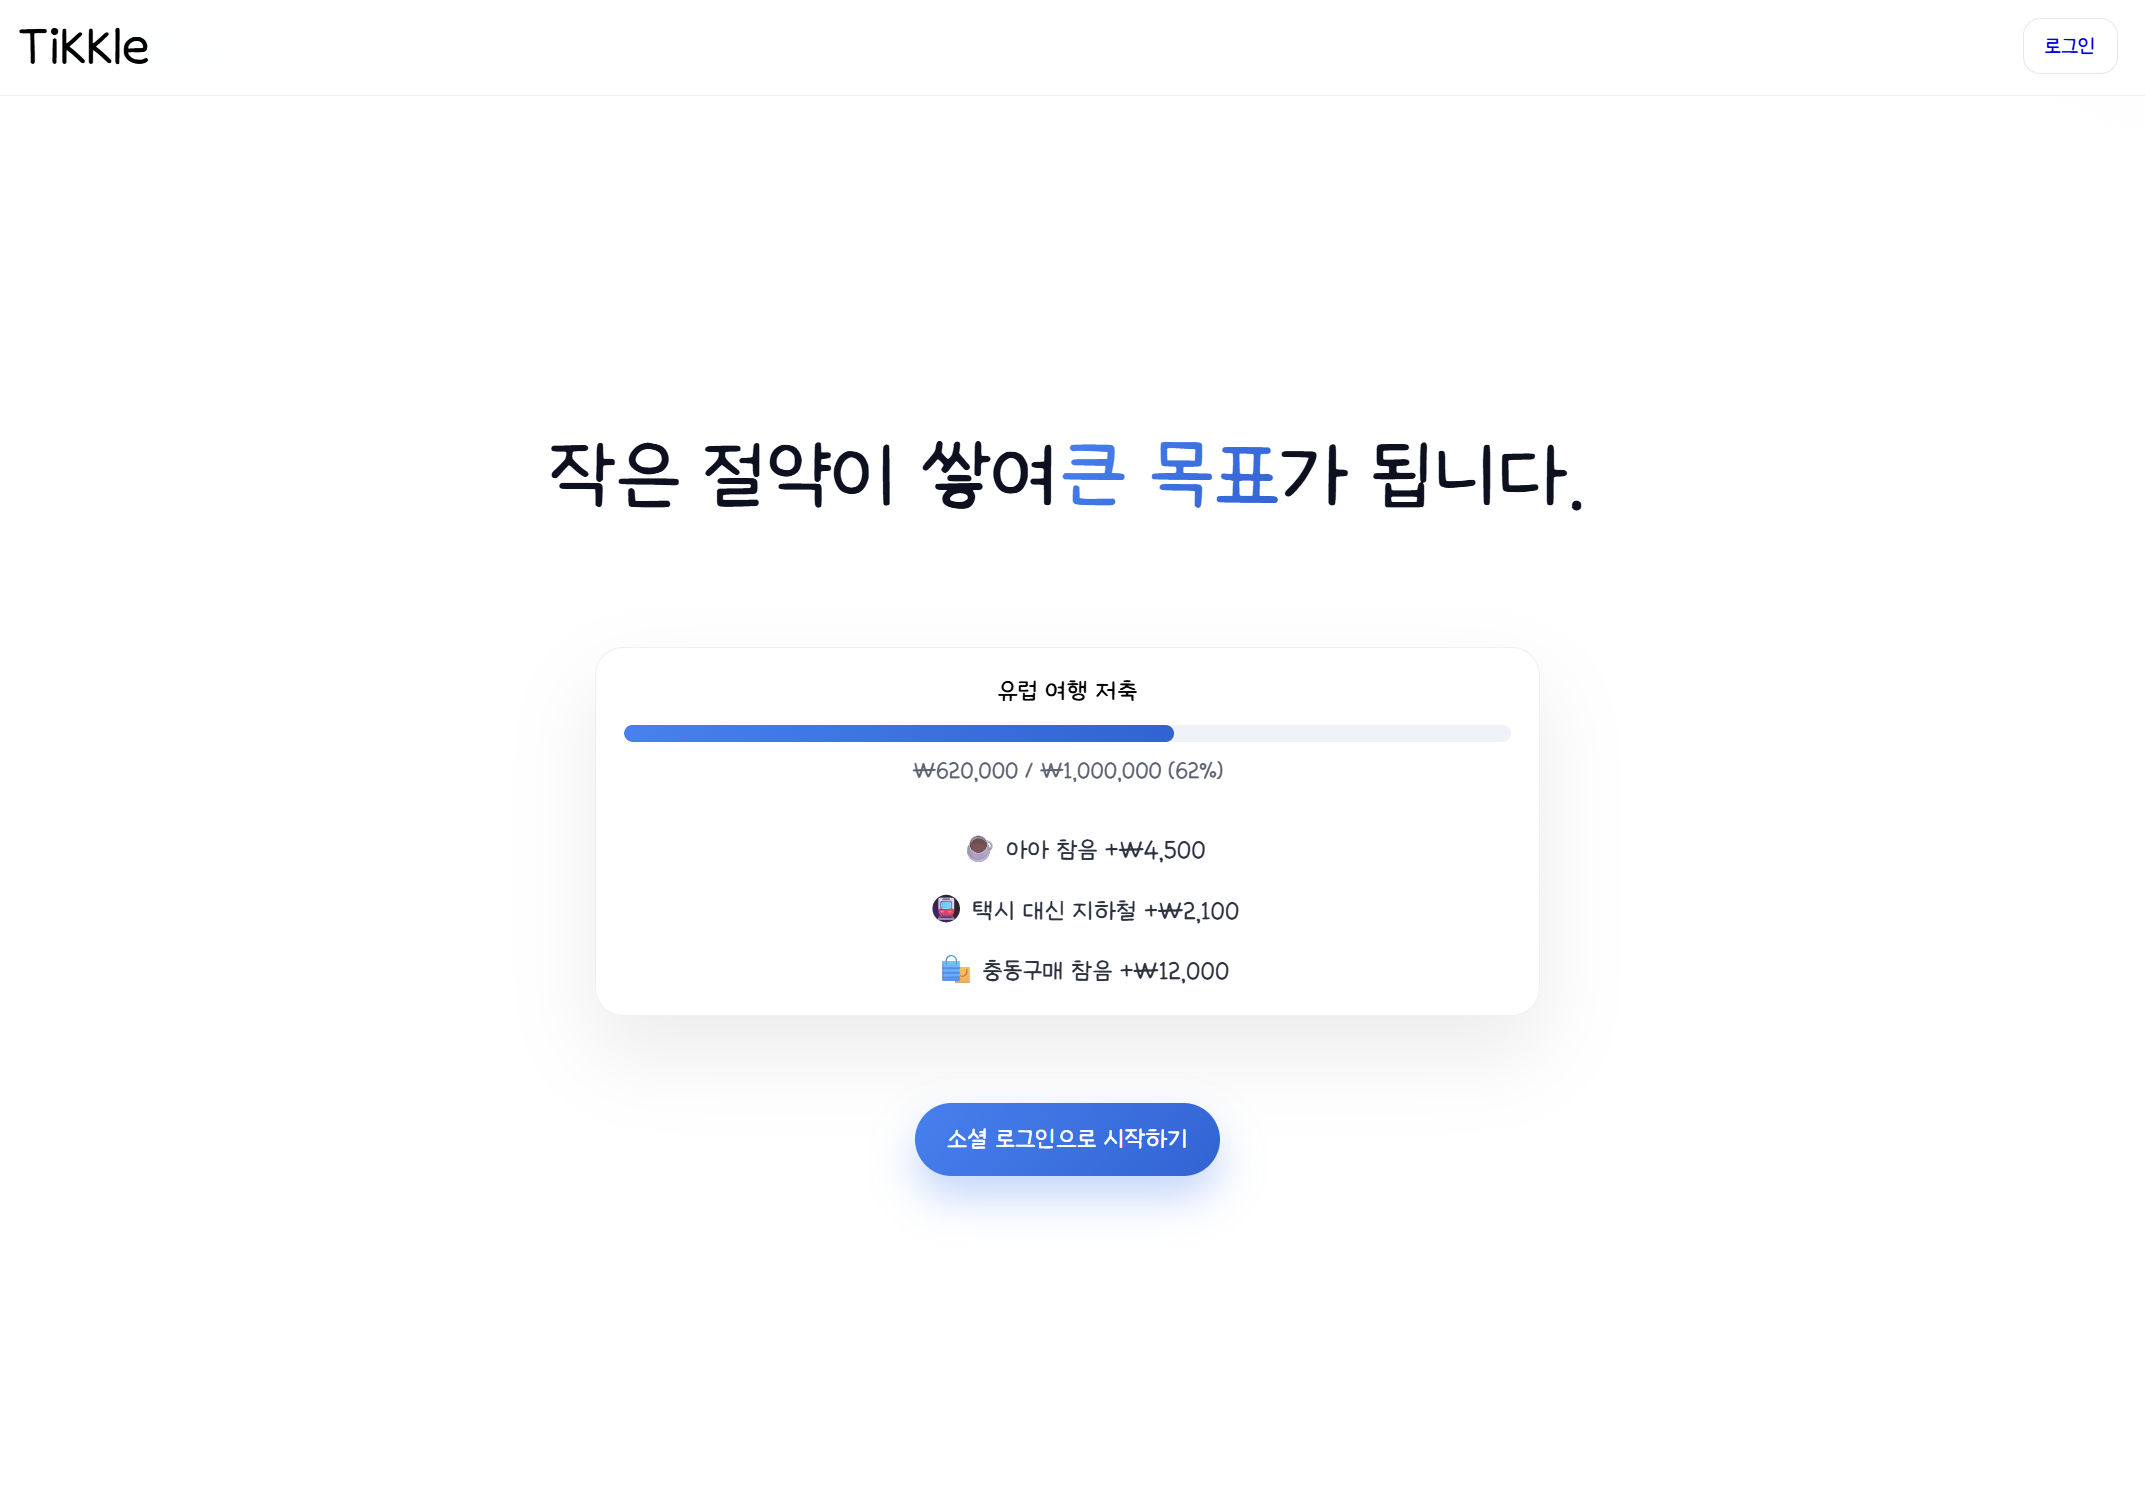 Tikkle
로그인
작은 절약이 쌓여큰 목표가 됩니다.
유럽 여행 저축
₩620,000 / ₩1,000,000 (62%)
아아 참음 +₩4,500
택시 대신 지하철 +₩2,100
충동구매 참음 +₩12,000
소셜 로그인으로 시작하기